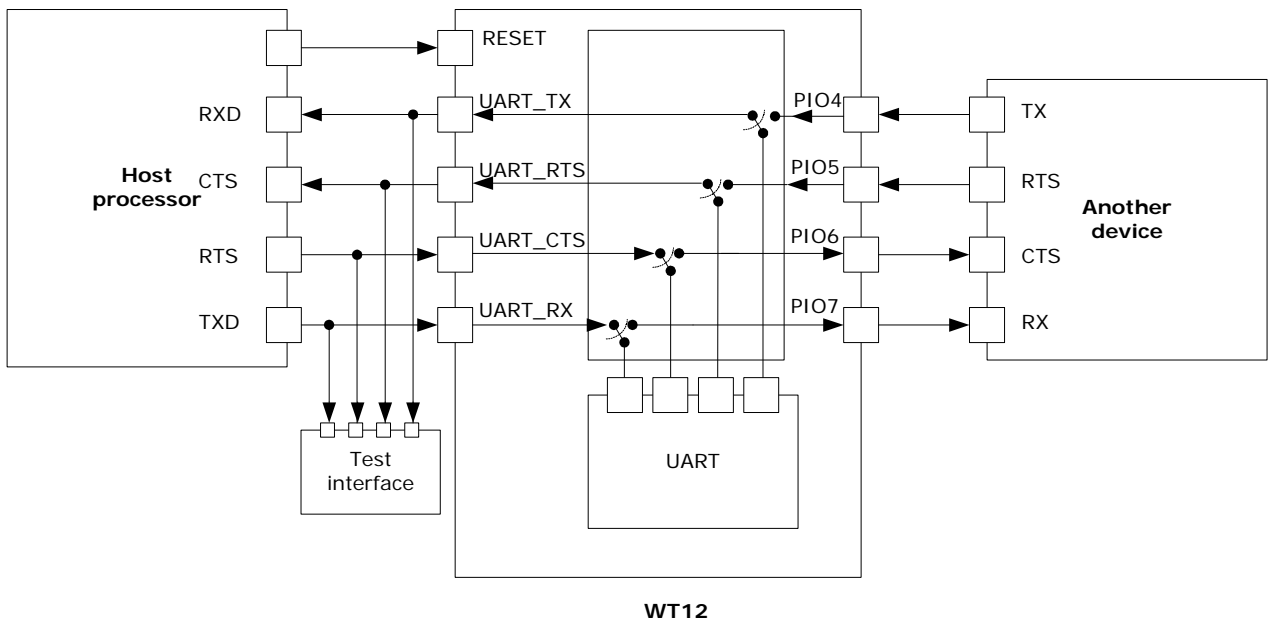 RESET
RXD
UART_TX
PIO4
TX
Host
processor
CTS
UART_RTS
PIO5
RTS
Another
device
RTS
UART_CTS
PIO6
CTS
TXD
UART_RX
PIO7
RX
Test
interface
UART
WT12